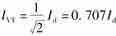 I_{VT} = \frac{1}{\sqrt{2}} I_d = 0.707 I_d